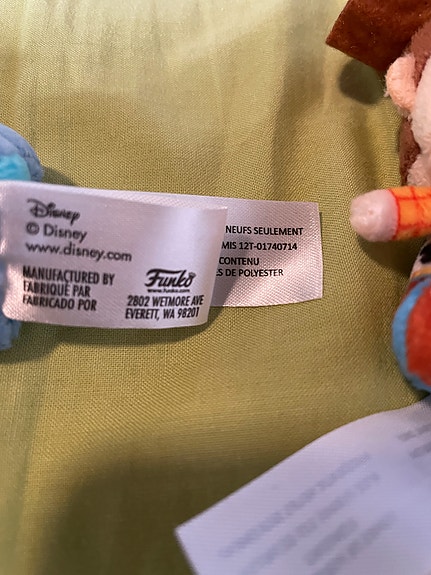 Disney
© Disney
www.disney.com
MANUFACTURED BY
FABRIQUÉ PAR
FABRICADO POR
Funko
www.funko.com
2802 WETMORE AVE
EVERETT, WA 98201
NEUFS SEULEMENT
MIS 12T-01740714
CONTENU
DE POLYESTER